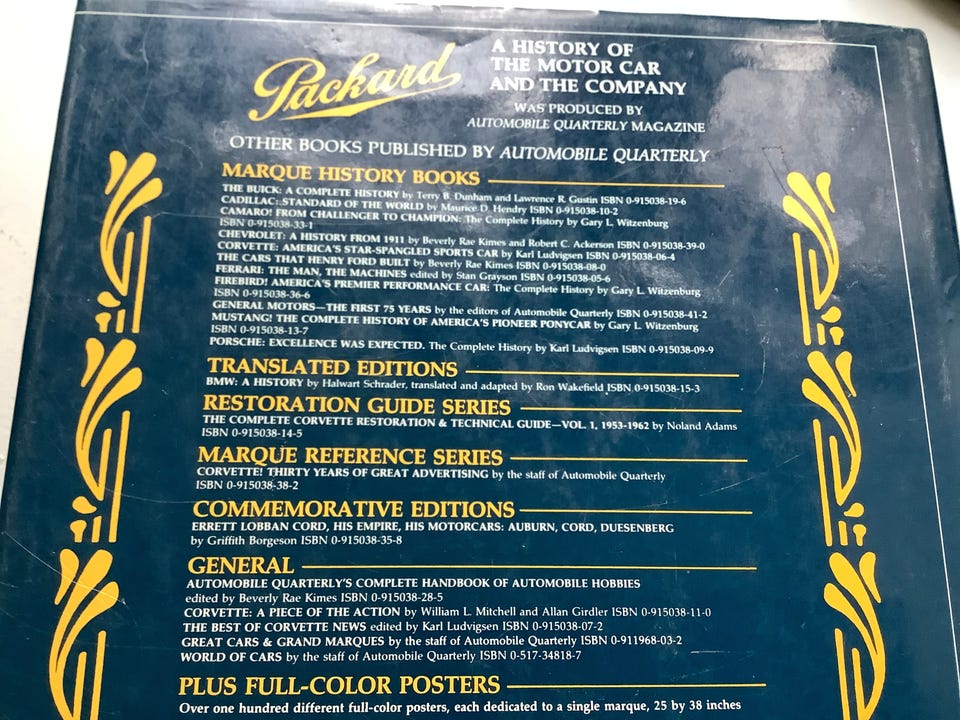 Packard
A HISTORY OF
THE MOTOR CAR
AND THE COMPANY
WAS PRODUCED BY
AUTOMOBILE QUARTERLY MAGAZINE
OTHER BOOKS PUBLISHED BY AUTOMOBILE QUARTERLY
MARQUE HISTORY BOOKS
THE BUICK: A COMPLETE HISTORY by Terry B. Dunham and Lawrence R. Gustin ISBN 0-915038-19-6
CADILLAC: STANDARD OF THE WORLD by Maurice D. Hendry ISBN 0-915038-10-2
CAMARO! FROM CHALLENGER TO CHAMPION: The Complete History by Gary L. Witzenburg
ISBN 0-915038-33-1
CHEVROLET: A HISTORY FROM 1911 by Beverly Rae Kimes and Robert C. Ackerson ISBN 0-915038-39-0
CORVETTE: AMERICA'S STAR-SPANGLED SPORTS CAR by Karl Ludvigsen ISBN 0-915038-06-4
THE CARS THAT HENRY FORD BUILT by Beverly Rae Kimes ISBN 0-915038-08-0
FERRARI: THE MAN, THE MACHINES edited by Stan Grayson ISBN 0-915038-05-6
FIREBIRD! AMERICA'S PREMIER PERFORMANCE CAR: The Complete History by Gary L. Witzenburg
ISBN 0-915038-36-6
GENERAL MOTORS—THE FIRST 75 YEARS by the editors of Automobile Quarterly ISBN 0-915038-41-2
MUSTANG! THE COMPLETE HISTORY OF AMERICA'S PIONEER PONYCAR by Gary L. Witzenburg
ISBN 0-915038-13-7
PORSCHE: EXCELLENCE WAS EXPECTED. The Complete History by Karl Ludvigsen ISBN 0-915038-09-9
TRANSLATED EDITIONS
BMW: A HISTORY by Halwart Schrader, translated and adapted by Ron Wakefield ISBN 0-915038-15-3
RESTORATION GUIDE SERIES
THE COMPLETE CORVETTE RESTORATION & TECHNICAL GUIDE—VOL. 1, 1953-1962 by Noland Adams
ISBN 0-915038-14-5
MARQUE REFERENCE SERIES
CORVETTE! THIRTY YEARS OF GREAT ADVERTISING by the staff of Automobile Quarterly
ISBN 0-915038-38-2
COMMEMORATIVE EDITIONS
ERRETT LOBBAN CORD, HIS EMPIRE, HIS MOTORCARS: AUBURN, CORD, DUESENBERG
by Griffith Borgeson ISBN 0-915038-35-8
GENERAL
AUTOMOBILE QUARTERLY'S COMPLETE HANDBOOK OF AUTOMOBILE HOBBIES
edited by Beverly Rae Kimes ISBN 0-915038-28-5
CORVETTE: A PIECE OF THE ACTION by William L. Mitchell and Allan Girdler ISBN 0-915038-11-0
THE BEST OF CORVETTE NEWS edited by Karl Ludvigsen ISBN 0-915038-07-2
GREAT CARS & GRAND MARQUES by the staff of Automobile Quarterly ISBN 0-911968-03-2
WORLD OF CARS by the staff of Automobile Quarterly ISBN 0-517-34818-7
PLUS FULL-COLOR POSTERS
Over one hundred different full-color posters, each dedicated to a single marque, 25 by 38 inches